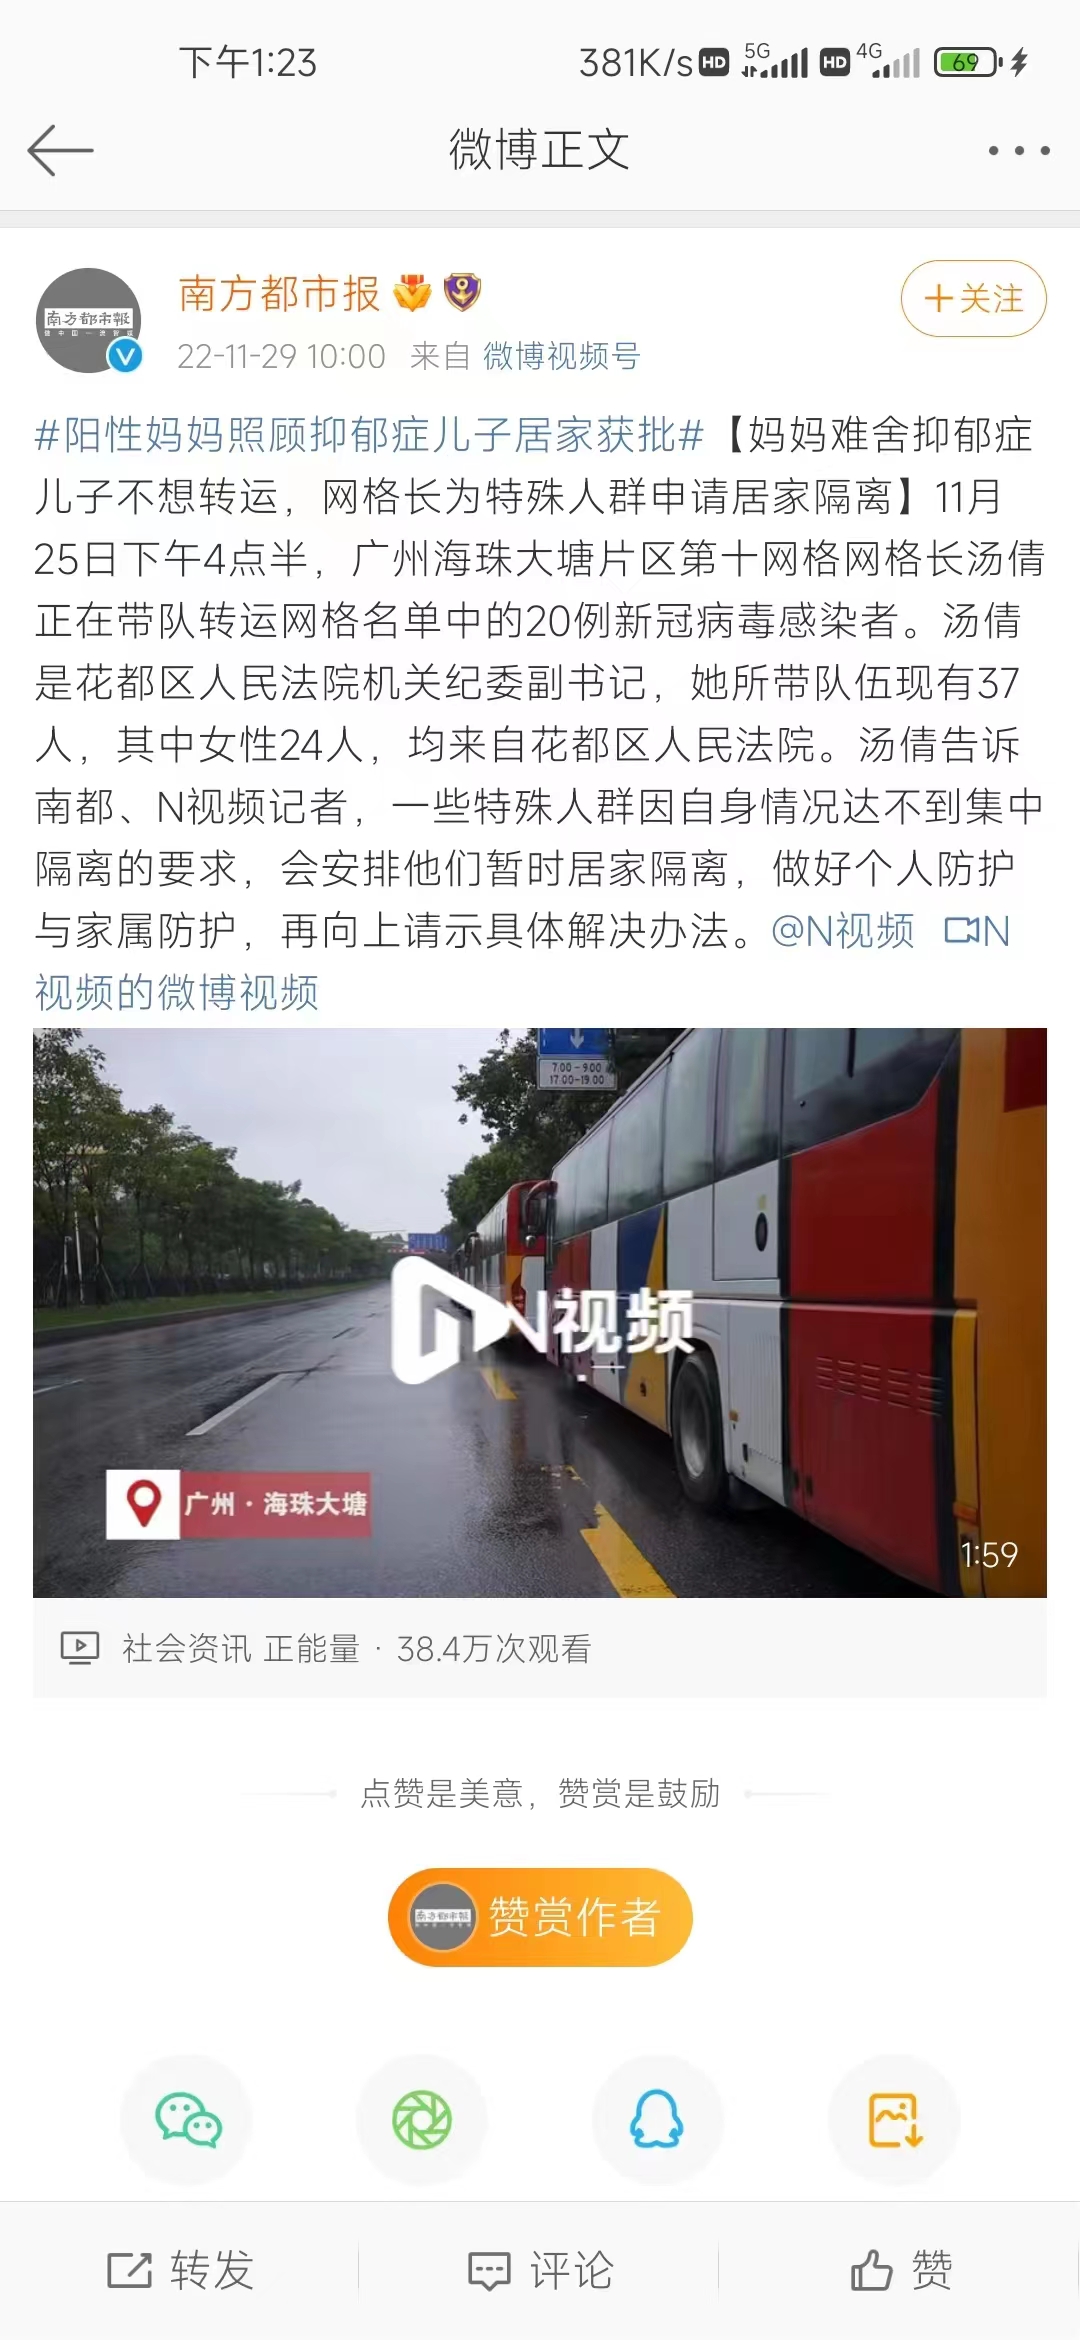 下午1:23
381K/s HD 5G HD 4G 69
微博正文
南方都市报
南方都市報
+关注
22-11-29 10:00 来自 微博视频号
#阳性妈妈照顾抑郁症儿子居家获批#【妈妈难舍抑郁症
儿子不想转运，网格长为特殊人群申请居家隔离】11月
25日下午4点半，广州海珠大塘片区第十网格网格长汤倩
正在带队转运网格名单中的20例新冠病毒感染者。汤倩
是花都区人民法院机关纪委副书记，她所带队伍现有37
人，其中女性24人，均来自花都区人民法院。汤倩告诉
南都、N视频记者，一些特殊人群因自身情况达不到集中
隔离的要求，会安排他们暂时居家隔离，做好个人防护
与家属防护，再向上请示具体解决办法。@N视频 N
视频的微博视频
7:00-9:00
17:00-19:00
N视频
广州·海珠大塘
1:59
社会资讯 正能量 · 38.4万次观看
点赞是美意，赞赏是鼓励
南方都市報
赞赏作者
转发
评论
赞